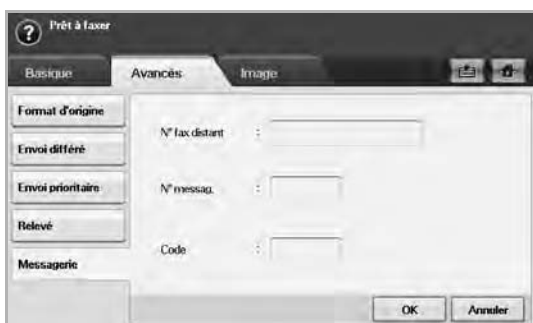 Prêt à faxer
Basique
Avancés
Image
Format d'origine
Envoi différé
Envoi prioritaire
Relevé
Messagerie
N° fax distant :
N° messag. :
Code :
OK
Annuler